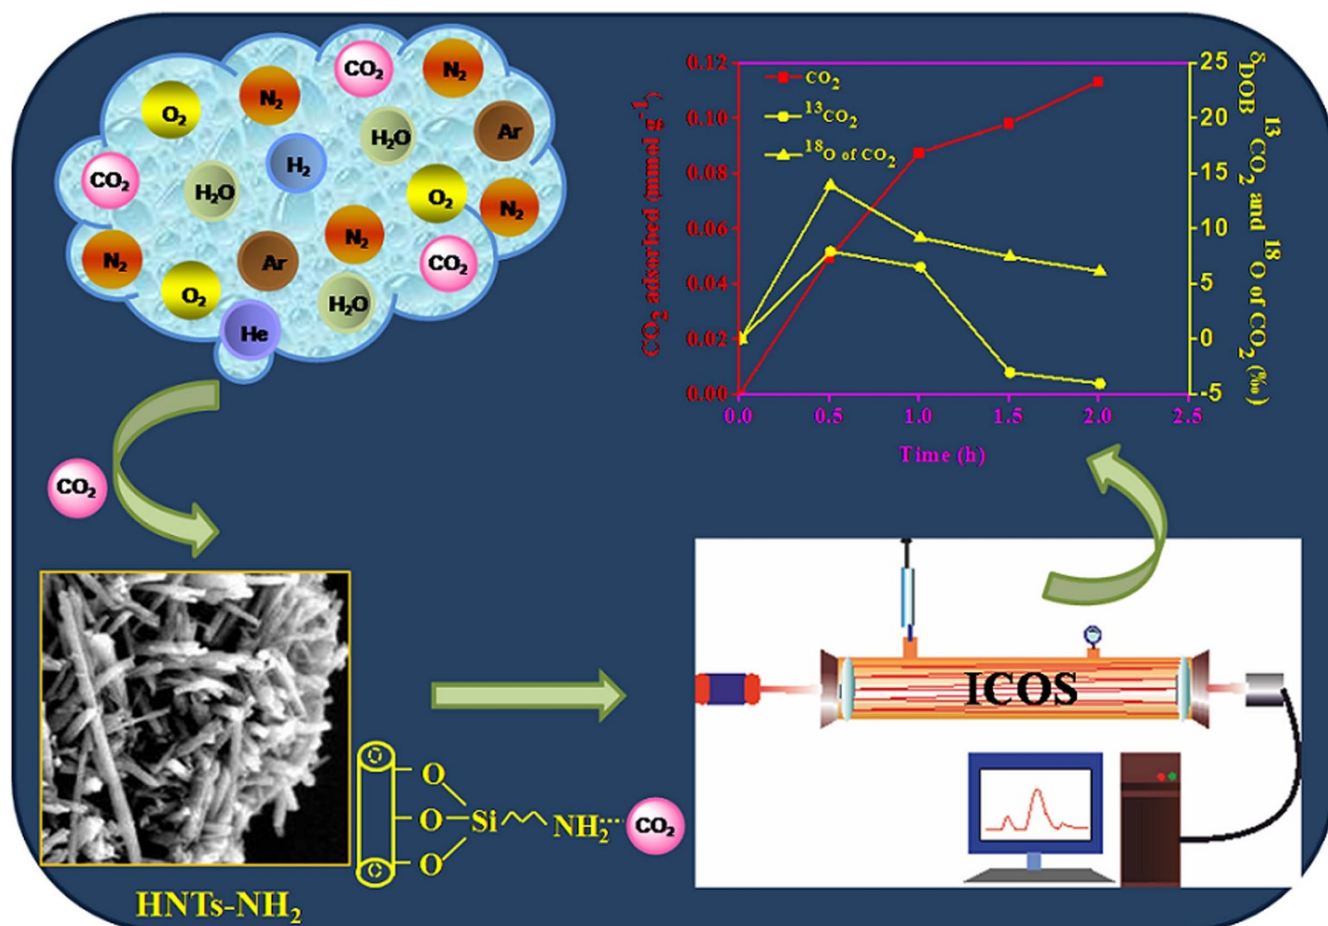 CO₂
N₂
N₂
O₂
Ar
H₂O
H₂
CO₂
H₂O
O₂
N₂
N₂
Ar
CO₂
N₂
O₂
H₂O
He
CO₂
HNTs-NH₂
O
O
Si
NH₂
CO₂
O
0.12
0.10
0.08
0.06
0.04
0.02
0.00
CO₂ adsorbed (mmol g⁻¹)
CO₂
¹³CO₂
¹⁸O of CO₂
25
20
15
10
5
0
-5
δDOB ¹³CO₂ and ¹⁸O of CO₂ (‰)
0.0 0.5 1.0 1.5 2.0 2.5
Time (h)
ICOS